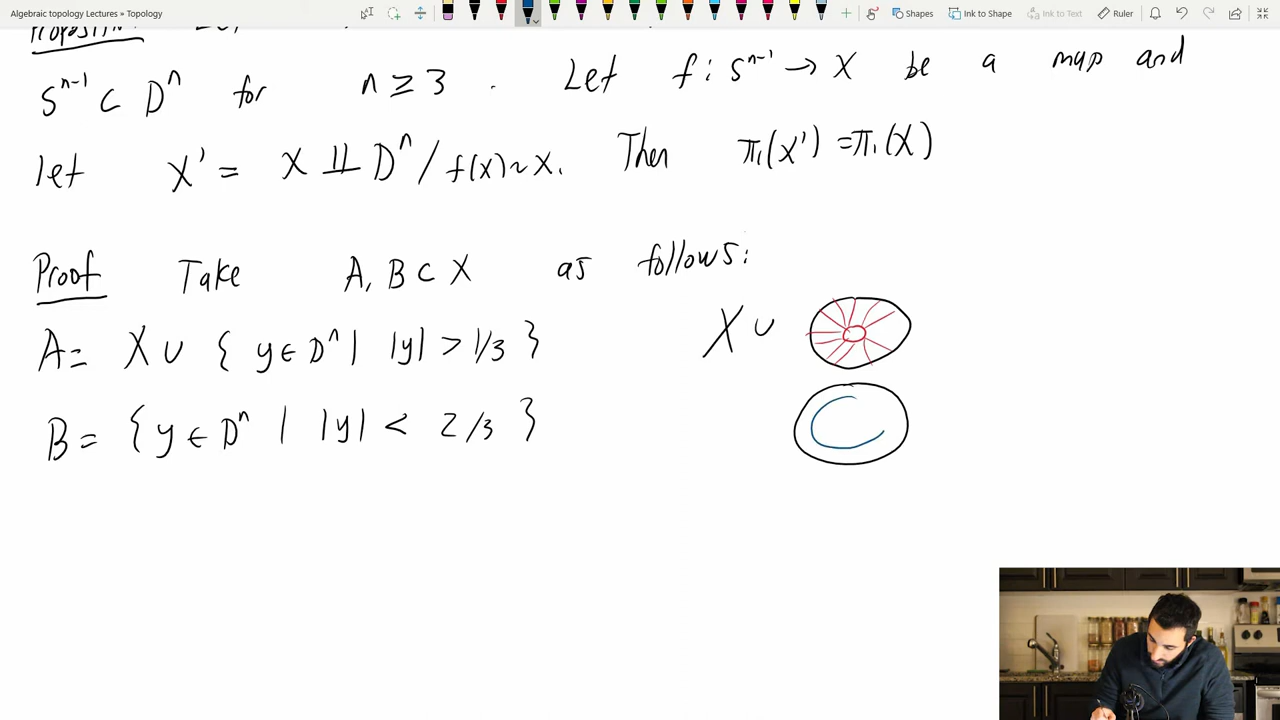 Algebraic topology Lectures » Topology
Shapes Ink to Shape Ink to Text Ruler
S^{n-1} ⊂ D^n for n ≥ 3 . Let f : S^{n-1} → X be a map and
let X' = X ⨿ D^n / f(x) ~ x. Then π₁(X') = π₁(X)
Proof Take A, B ⊂ X as follows:
A = X ∪ { y ∈ D^n | |y| > 1/3 } X ∪
B = { y ∈ D^n | |y| < 2/3 }